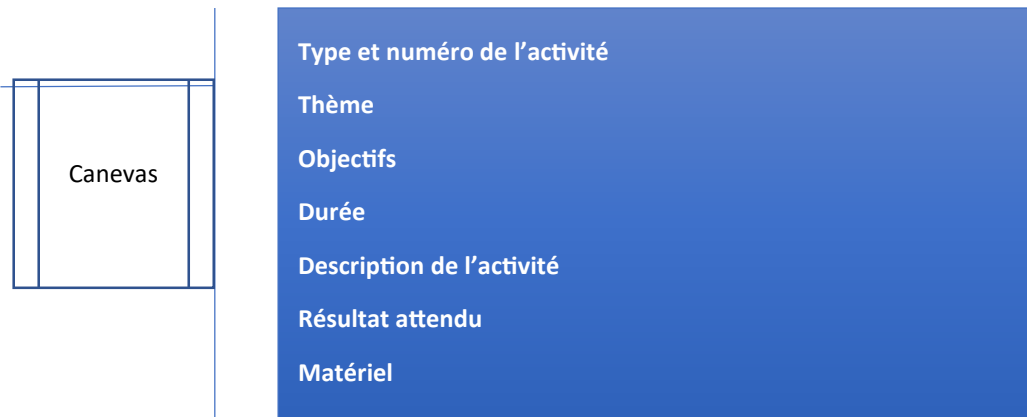 Canevas
Type et numéro de l’activité
Thème
Objectifs
Durée
Description de l’activité
Résultat attendu
Matériel